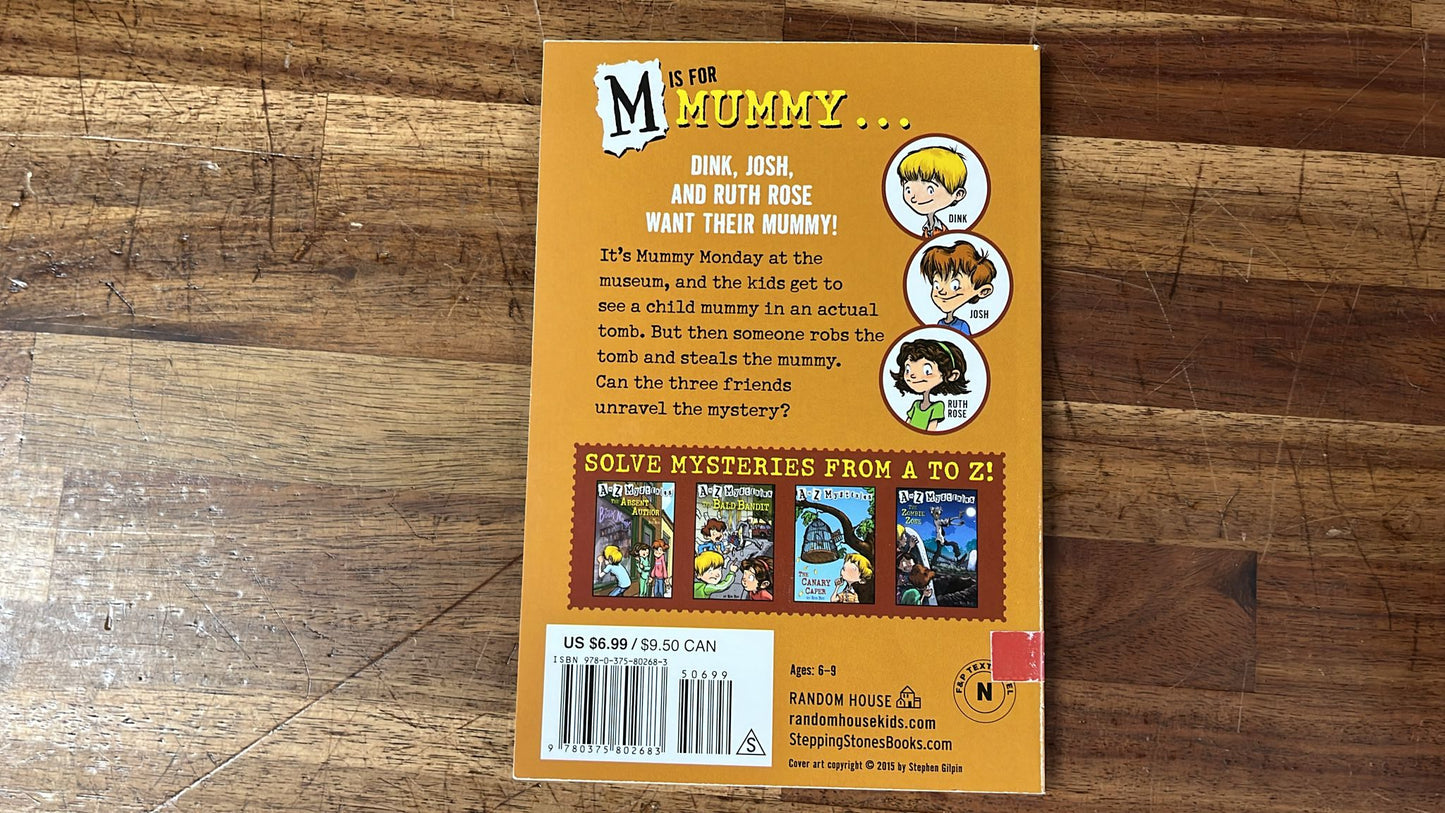 M IS FOR
MUMMY...
DINK, JOSH,
AND RUTH ROSE
WANT THEIR MUMMY!
It's Mummy Monday at the
museum, and the kids get to
see a child mummy in an actual
tomb. But then someone robs the
tomb and steals the mummy.
Can the three friends
unravel the mystery?
DINK
JOSH
RUTH
ROSE
SOLVE MYSTERIES FROM A TO Z!
A to Z Mysteries
THE ABSENT
AUTHOR
A to Z Mysteries
BALD BANDIT
A to Z Mysteries
THE
CANARY
CAPER
A to Z Mysteries
THE
ZOMBIE
ZONE
US $6.99 / $9.50 CAN
ISBN 978-0-375-80268-3
50699
9 780375 802683
S
Ages: 6–9
RANDOM HOUSE
randomhousekids.com
SteppingStonesBooks.com
Cover art copyright © 2015 by Stephen Gilpin
F&P TEXT
N